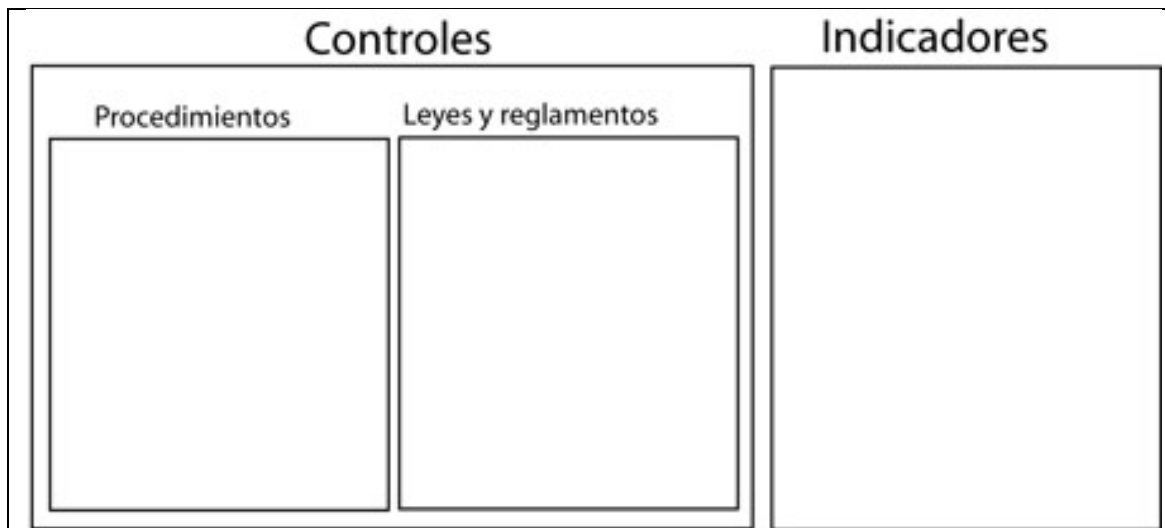 Controles
Indicadores
Procedimientos
Leyes y reglamentos